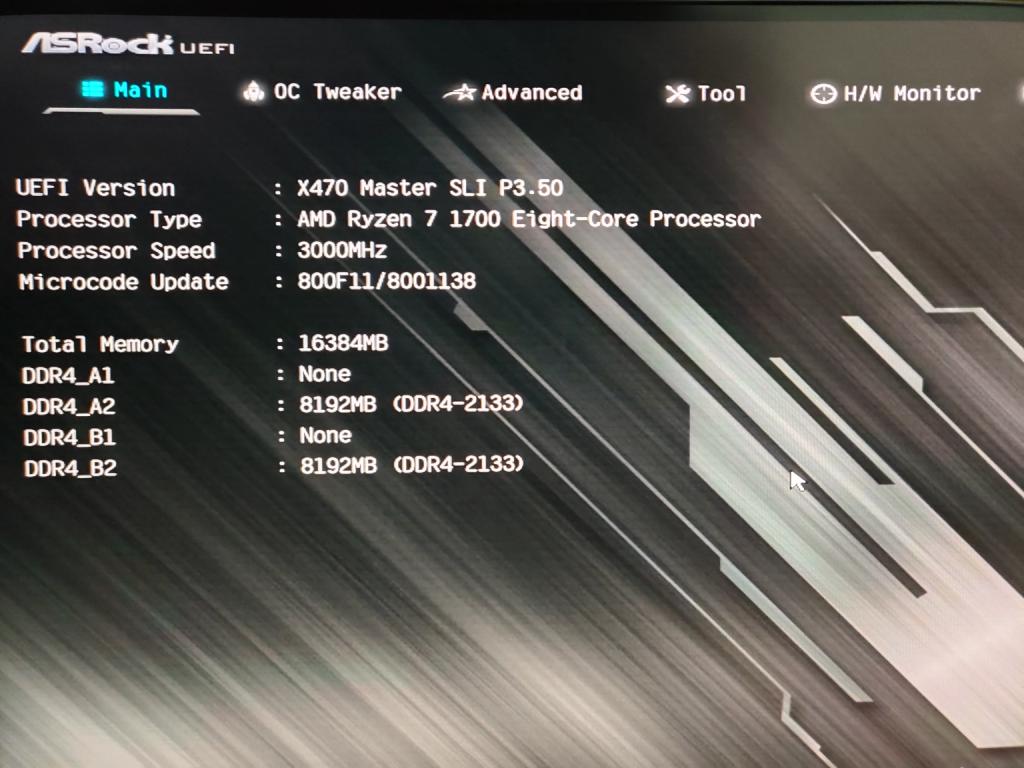 ASRock UEFI
Main OC Tweaker Advanced Tool H/W Monitor
UEFI Version : X470 Master SLI P3.50
Processor Type : AMD Ryzen 7 1700 Eight-Core Processor
Processor Speed : 3000MHz
Microcode Update : 800F11/8001138
Total Memory : 16384MB
DDR4_A1 : None
DDR4_A2 : 8192MB (DDR4-2133)
DDR4_B1 : None
DDR4_B2 : 8192MB (DDR4-2133)